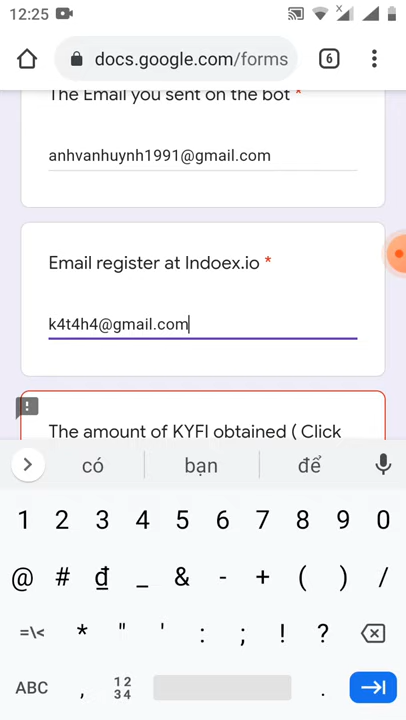 12:25
docs.google.com/forms
6
The Email you sent on the bot *
anhvanhuynh1991@gmail.com
Email register at Indoex.io *
k4t4h4@gmail.com
The amount of KYFI obtained ( Click
có bạn để
1 2 3 4 5 6 7 8 9 0
@ # ₫ _ & - + ( ) /
=\< * " ' : ; ! ?
ABC , 12 34 .